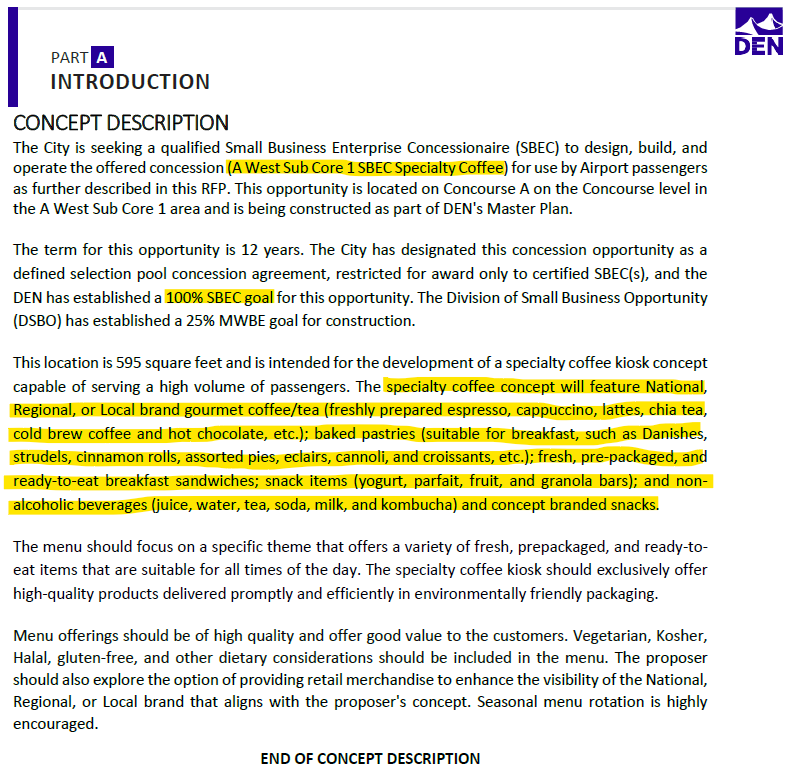 DEN
PART A
INTRODUCTION
CONCEPT DESCRIPTION
The City is seeking a qualified Small Business Enterprise Concessionaire (SBEC) to design, build, and
operate the offered concession (A West Sub Core 1 SBEC Specialty Coffee) for use by Airport passengers
as further described in this RFP. This opportunity is located on Concourse A on the Concourse level in
the A West Sub Core 1 area and is being constructed as part of DEN's Master Plan.
The term for this opportunity is 12 years. The City has designated this concession opportunity as a
defined selection pool concession agreement, restricted for award only to certified SBEC(s), and the
DEN has established a 100% SBEC goal for this opportunity. The Division of Small Business Opportunity
(DSBO) has established a 25% MWBE goal for construction.
This location is 595 square feet and is intended for the development of a specialty coffee kiosk concept
capable of serving a high volume of passengers. The specialty coffee concept will feature National,
Regional, or Local brand gourmet coffee/tea (freshly prepared espresso, cappuccino, lattes, chia tea,
cold brew coffee and hot chocolate, etc.); baked pastries (suitable for breakfast, such as Danishes,
strudels, cinnamon rolls, assorted pies, eclairs, cannoli, and croissants, etc.); fresh, pre-packaged, and
ready-to-eat breakfast sandwiches; snack items (yogurt, parfait, fruit, and granola bars); and non-
alcoholic beverages (juice, water, tea, soda, milk, and kombucha) and concept branded snacks.
The menu should focus on a specific theme that offers a variety of fresh, prepackaged, and ready-to-
eat items that are suitable for all times of the day. The specialty coffee kiosk should exclusively offer
high-quality products delivered promptly and efficiently in environmentally friendly packaging.
Menu offerings should be of high quality and offer good value to the customers. Vegetarian, Kosher,
Halal, gluten-free, and other dietary considerations should be included in the menu. The proposer
should also explore the option of providing retail merchandise to enhance the visibility of the National,
Regional, or Local brand that aligns with the proposer's concept. Seasonal menu rotation is highly
encouraged.
END OF CONCEPT DESCRIPTION